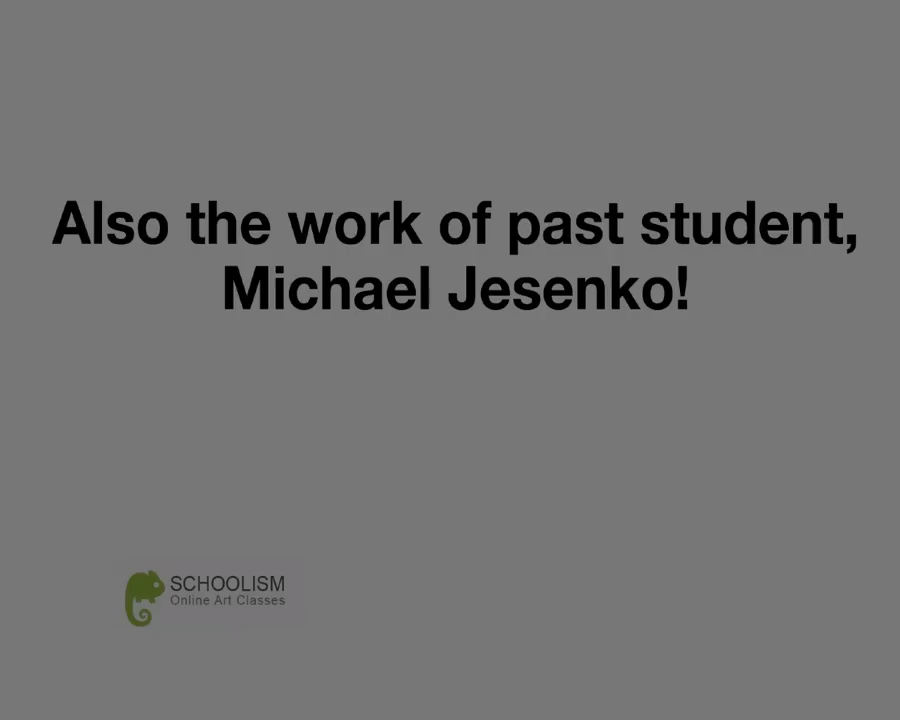 Also the work of past student,
Michael Jesenko!
SCHOOLISM
Online Art Classes